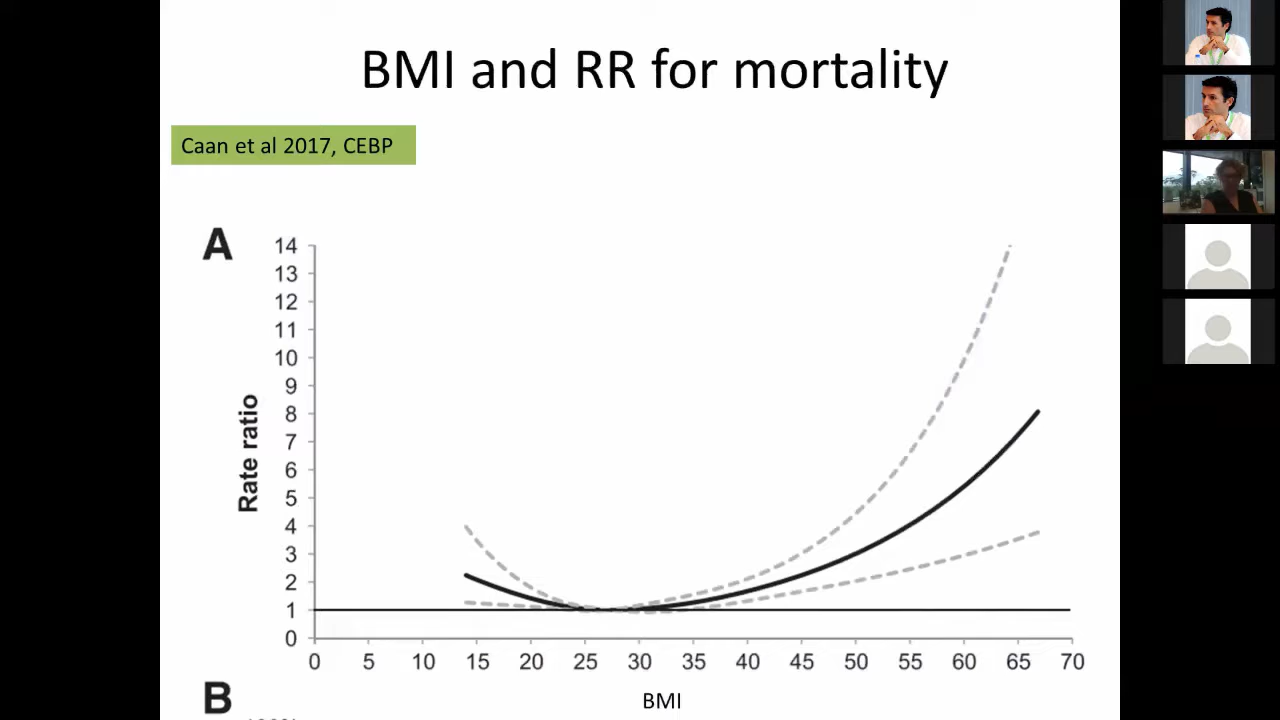 BMI and RR for mortality
Caan et al 2017, CEBP
A
14
13
12
11
10
9
8
7
6
5
4
3
2
1
0
Rate ratio
0 5 10 15 20 25 30 35 40 45 50 55 60 65 70
BMI
B